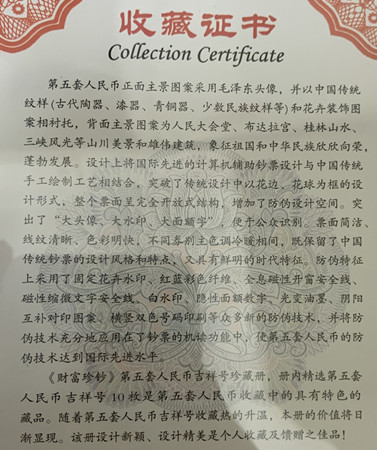 收藏证书
Collection Certificate
第五套人民币正面主景图案采用毛泽东头像，并以中国传统
纹样(古代陶器、漆器、青铜器、少数民族纹样等)和花卉装饰图
案相衬托，背面主景图案为人民大会堂、布达拉宫、桂林山水、
三峡风光等山川美景和雄伟建筑，象征祖国和中华民族欣欣向荣，
蓬勃发展。设计上将国际先进的计算机辅助钞票设计与中国传统
手工绘制工艺相结合，突破了传统设计中以花边、花球为框的设
计形式，整个票面呈完全开放式结构，增加了防伪设计空间。突
出了“大头像、大水印、大面额字”，便于公众识别。票面简洁、
线纹清晰、色彩明快，不同券别主色调冷暖相间，既保留了中国
传统钞票的设计风格和特点，又具有鲜明的时代特征。防伪特征
上采用了固定花卉水印、红蓝彩色纤维、全息磁性开窗安全线、
磁性缩微文字安全线、白水印、隐性面额数字、光变油墨、阴阳
互补对印图案、横竖双色号码印刷等众多新的防伪技术，并将防
伪技术充分地应用在了钞票的机读功能中，使第五套人民币的防
伪技术达到国际先进水平。
《财富珍钞》第五套人民币吉祥号珍藏册，册内精选第五套
人民币吉祥号10枚是第五套人民币收藏中的具有特色的
藏品。随着第五套人民币吉祥号收藏热的升温，本册的价值将日
渐显现。该册设计新颖、设计精美是个人收藏及馈赠之佳品！